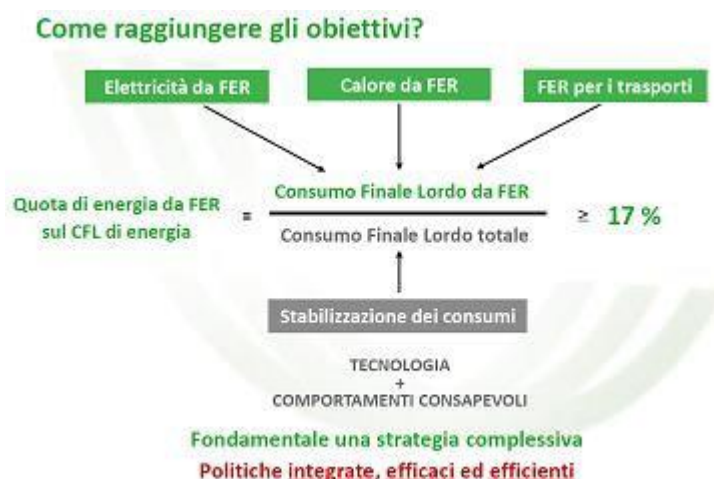 Come raggiungere gli obiettivi?
Elettricità da FER
Calore da FER
FER per i trasporti
Quota di energia da FER
sul CFL di energia
=
Consumo Finale Lordo da FER
Consumo Finale Lordo totale
≥ 17 %
Stabilizzazione dei consumi
TECNOLOGIA
+
COMPORTAMENTI CONSAPEVOLI
Fondamentale una strategia complessiva
Politiche integrate, efficaci ed efficienti